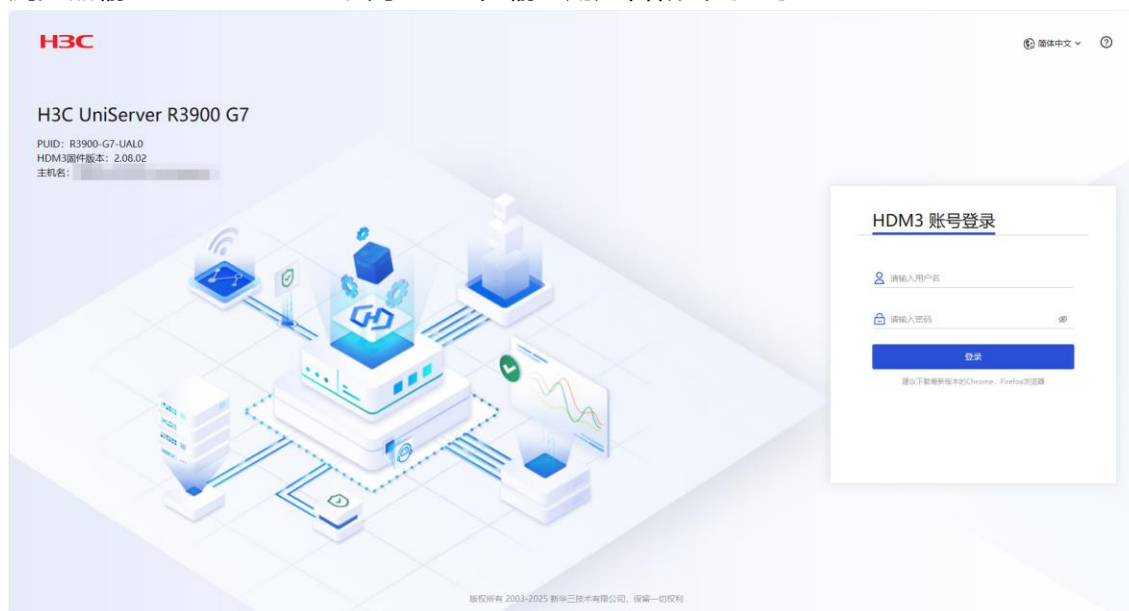 H3C
简体中文
H3C UniServer R3900 G7
PUID：R3900-G7-UAL0
HDM3固件版本：2.08.02
主机名：
HDM3 账号登录
请输入用户名
请输入密码
登录
建议下载最新版本的Chrome、Firefox浏览器
版权所有 2003-2025 新华三技术有限公司，保留一切权利